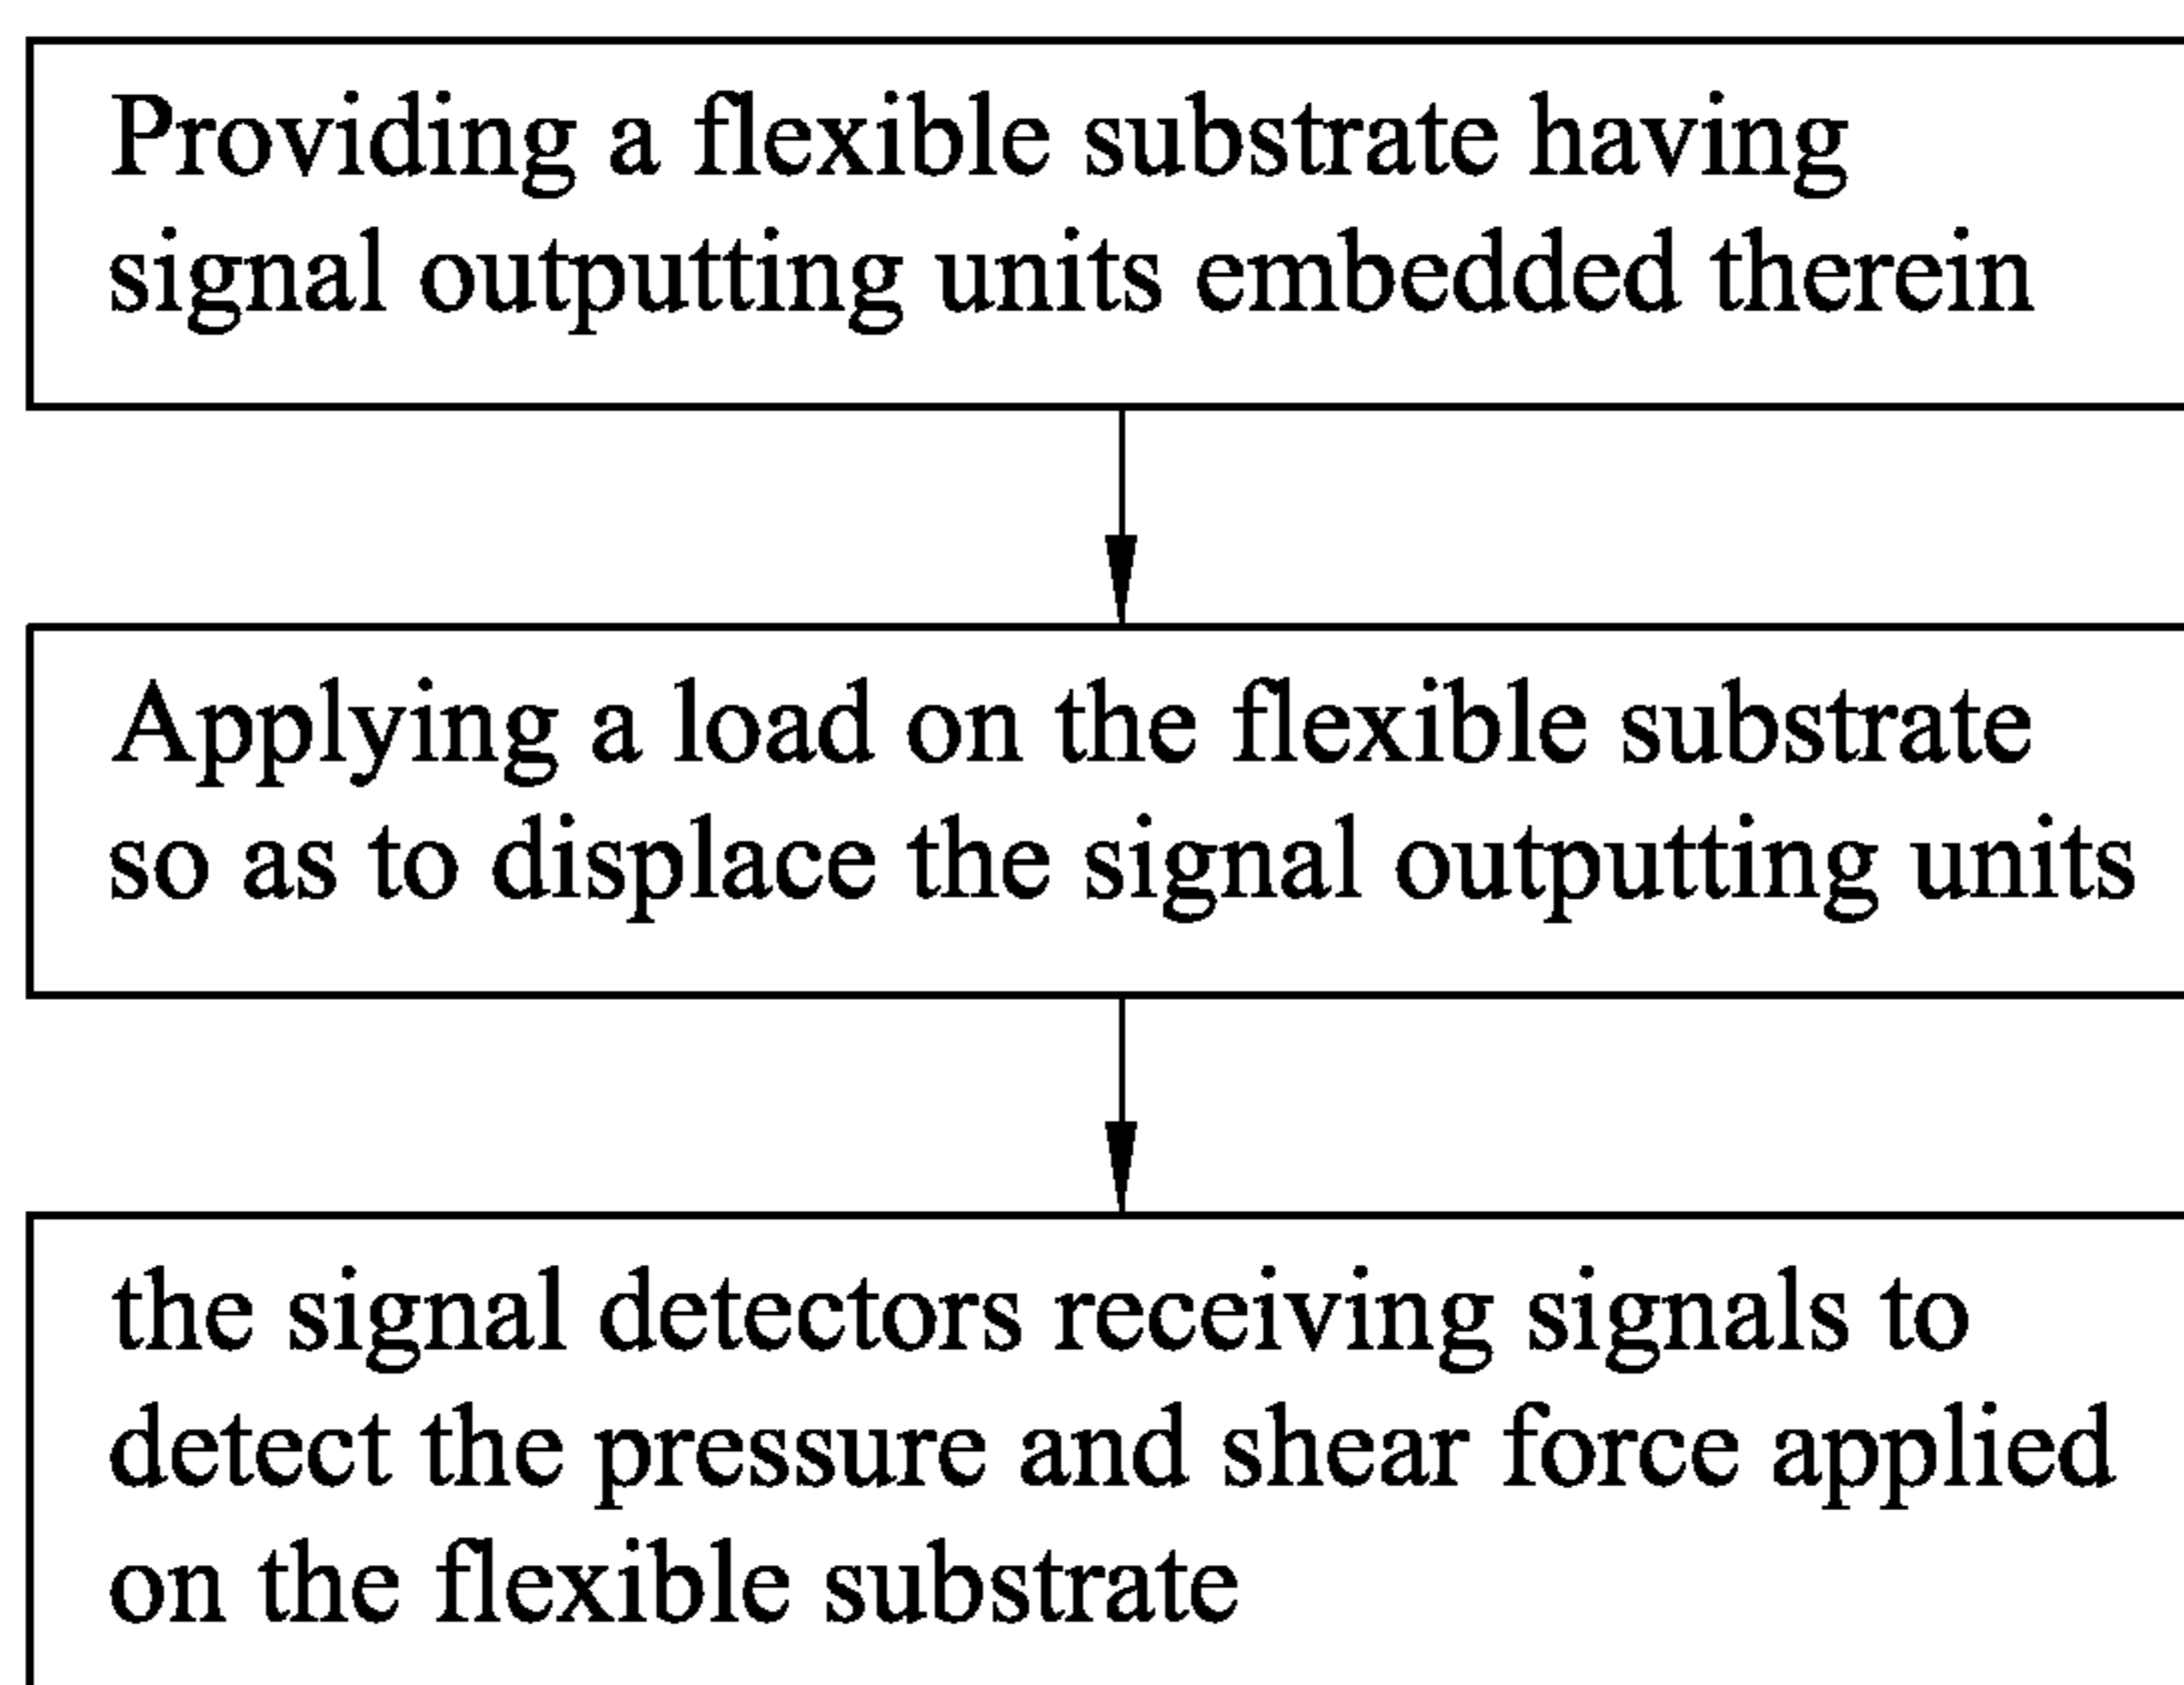 Providing a flexible substrate having
signal outputting units embedded therein
Applying a load on the flexible substrate
so as to displace the signal outputting units
the signal detectors receiving signals to
detect the pressure and shear force applied
on the flexible substrate